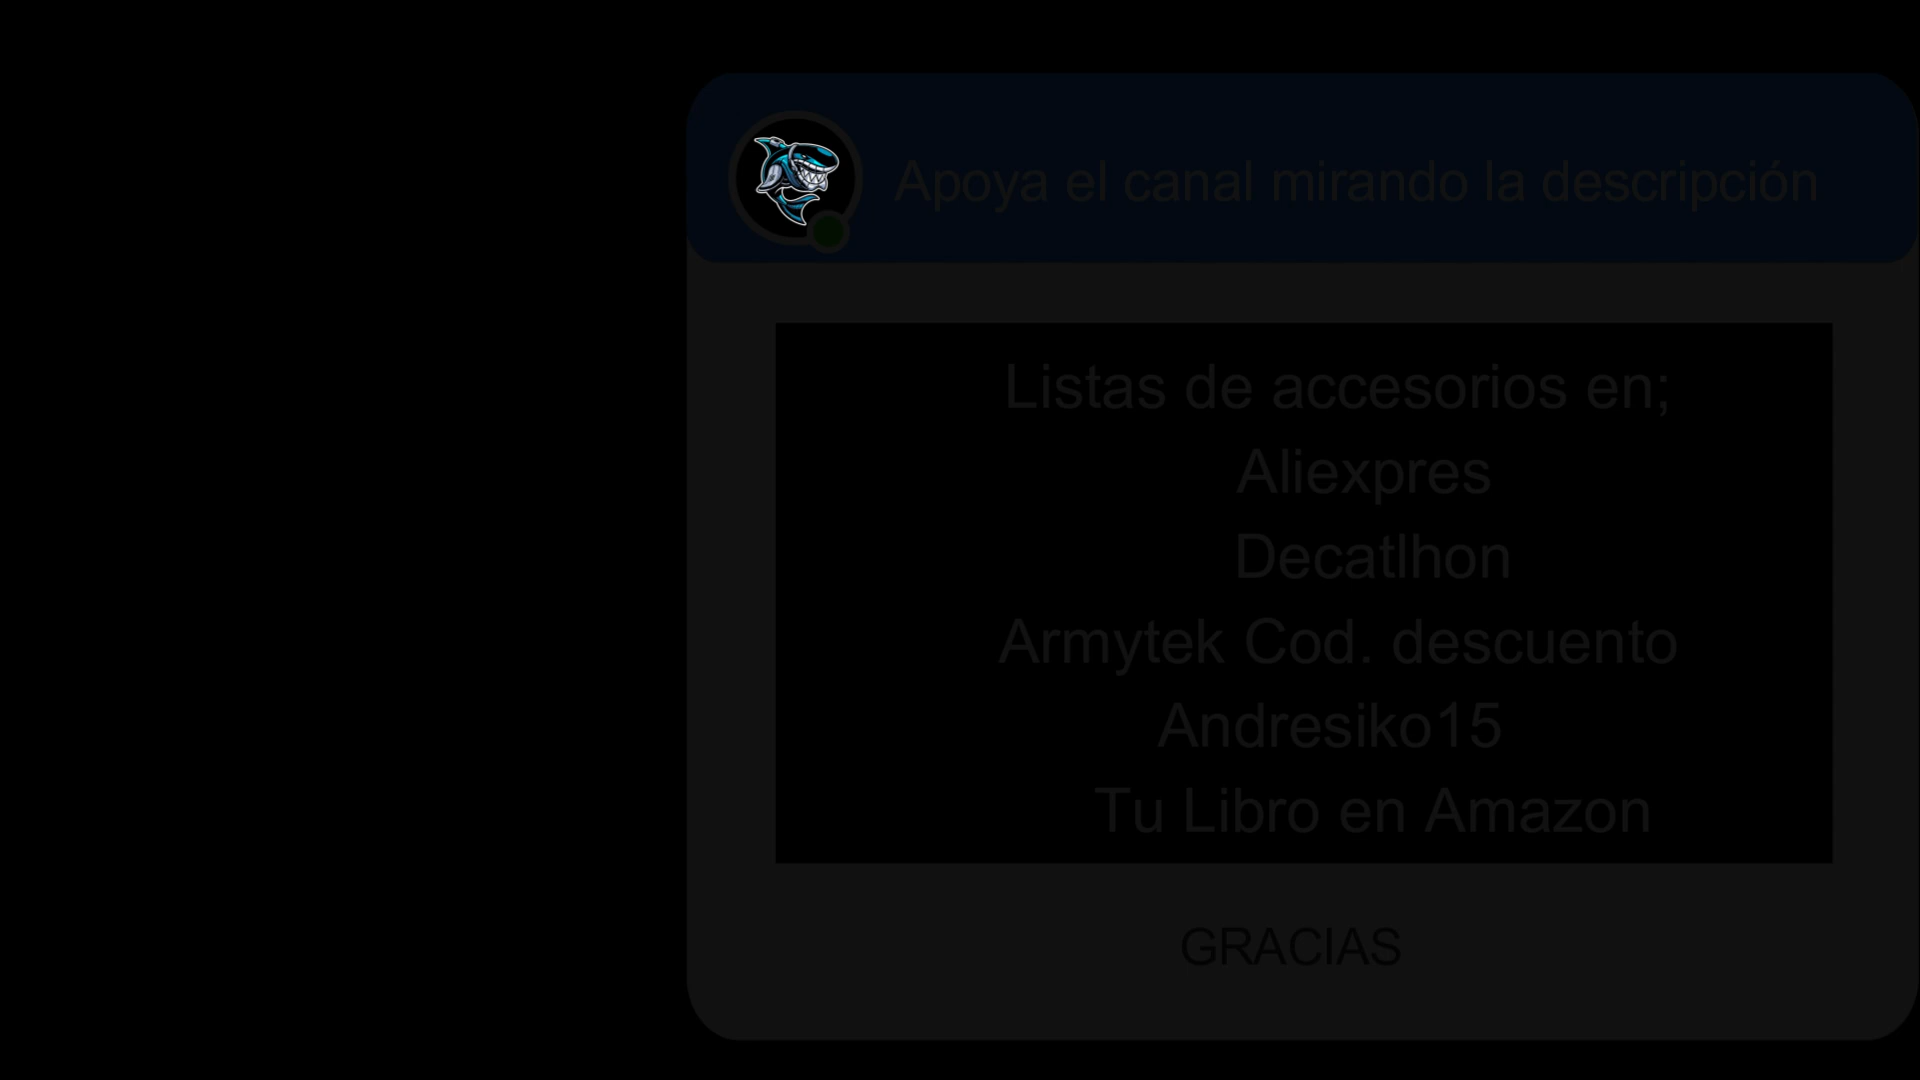 Apoya el canal mirando la descripción
Listas de accesorios en;
Aliexpres
Decatlhon
Armytek Cod. descuento
Andresiko15
Tu Libro en Amazon
GRACIAS